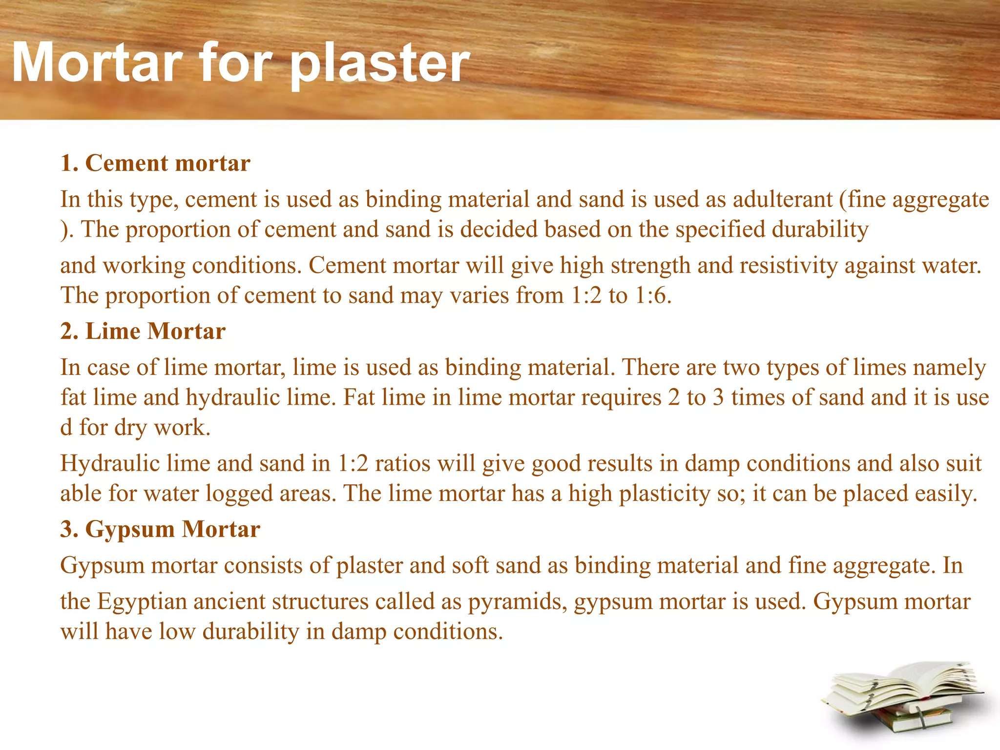 Mortar for plaster
1. Cement mortar
In this type, cement is used as binding material and sand is used as adulterant (fine aggregate
). The proportion of cement and sand is decided based on the specified durability
and working conditions. Cement mortar will give high strength and resistivity against water.
The proportion of cement to sand may varies from 1:2 to 1:6.
2. Lime Mortar
In case of lime mortar, lime is used as binding material. There are two types of limes namely
fat lime and hydraulic lime. Fat lime in lime mortar requires 2 to 3 times of sand and it is use
d for dry work.
Hydraulic lime and sand in 1:2 ratios will give good results in damp conditions and also suit
able for water logged areas. The lime mortar has a high plasticity so; it can be placed easily.
3. Gypsum Mortar
Gypsum mortar consists of plaster and soft sand as binding material and fine aggregate. In
the Egyptian ancient structures called as pyramids, gypsum mortar is used. Gypsum mortar
will have low durability in damp conditions.